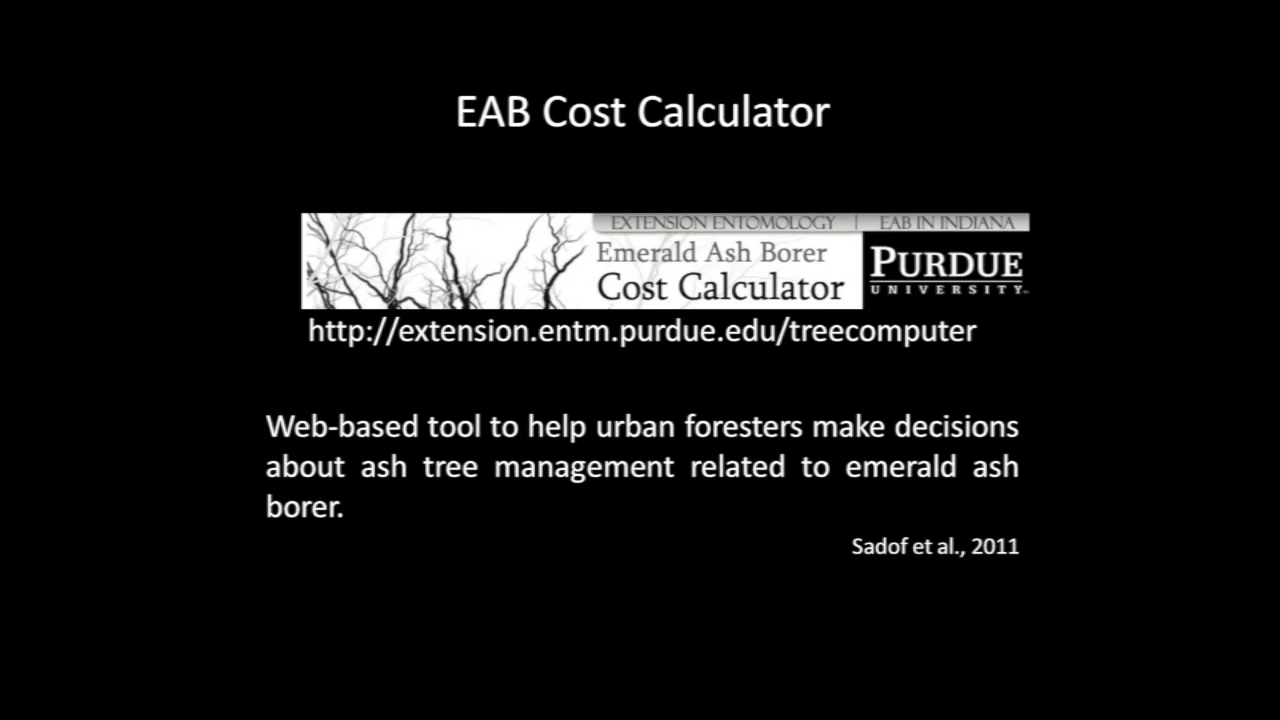 EAB Cost Calculator
EXTENSION ENTOMOLOGY | EAB IN INDIANA
Emerald Ash Borer
Cost Calculator
PURDUE
UNIVERSITY
http://extension.entm.purdue.edu/treecomputer
Web-based tool to help urban foresters make decisions
about ash tree management related to emerald ash
borer.
Sadof et al., 2011